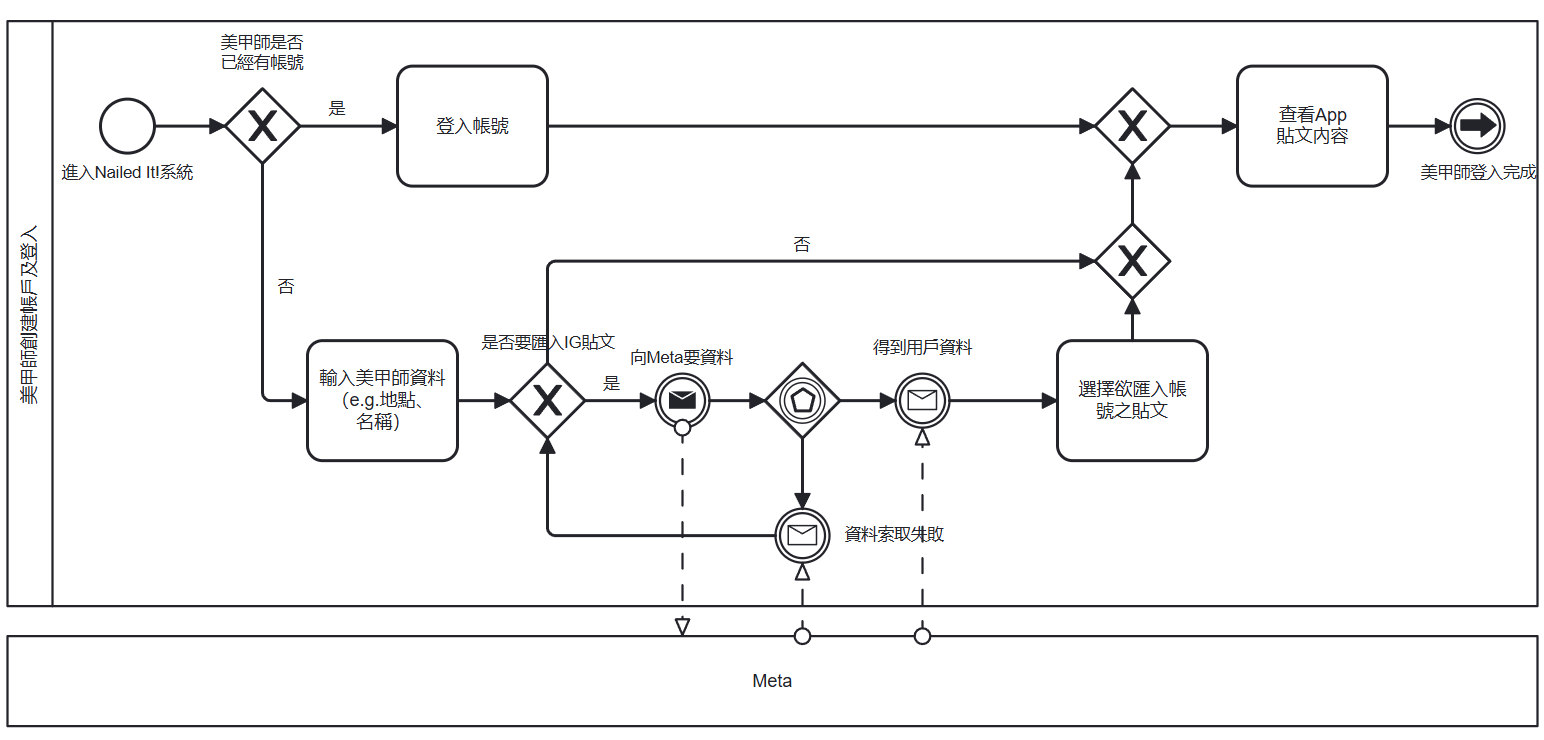 美甲師創建帳戶及登入
美甲師是否
已經有帳號
進入Nailed It!系統
是
登入帳號
查看App
貼文內容
美甲師登入完成
否
否
輸入美甲師資料
（e.g.地點、
名稱）
是否要匯入IG貼文
是
向Meta要資料
得到用戶資料
選擇欲匯入帳
號之貼文
資料索取失敗
Meta